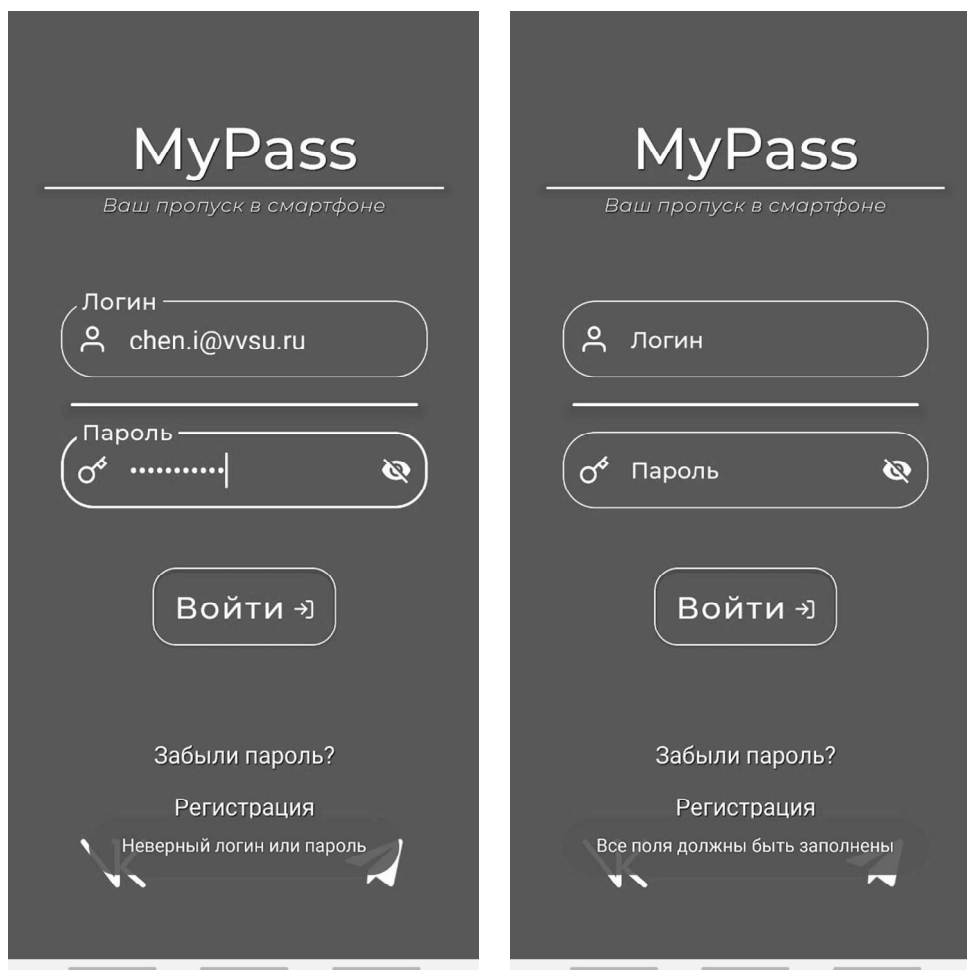 MyPass
Ваш пропуск в смартфоне
Логин
chen.i@vvsu.ru
Пароль
•••••••••••
Войти
Забыли пароль?
Регистрация
Неверный логин или пароль
MyPass
Ваш пропуск в смартфоне
Логин
Пароль
Войти
Забыли пароль?
Регистрация
Все поля должны быть заполнены